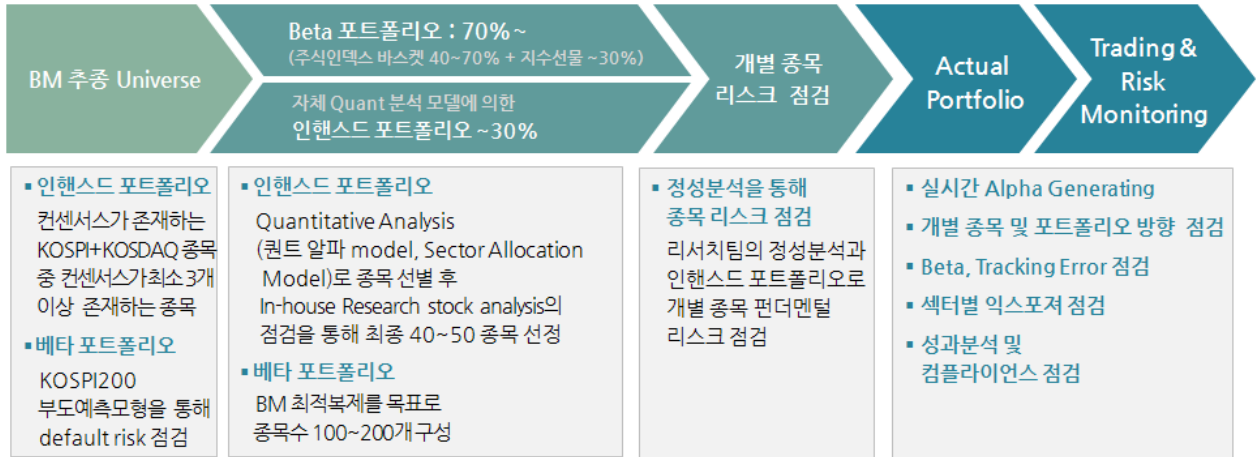 BM 추종 Universe
Beta 포트폴리오 : 70%~
(주식인덱스 바스켓 40~70% + 지수선물 ~30%)
자체 Quant 분석 모델에 의한
인핸스드 포트폴리오 ~30%
개별 종목
리스크 점검
Actual
Portfolio
Trading &
Risk
Monitoring
▪ 인핸스드 포트폴리오
컨센서스가 존재하는
KOSPI+KOSDAQ 종목
중 컨센서스가 최소 3개
이상 존재하는 종목
▪ 베타 포트폴리오
KOSPI200
부도예측모형을 통해
default risk 점검
▪ 인핸스드 포트폴리오
Quantitative Analysis
(퀀트 알파 model, Sector Allocation
Model)로 종목 선별 후
In-house Research stock analysis의
점검을 통해 최종 40~50 종목 선정
▪ 베타 포트폴리오
BM 최적복제를 목표로
종목수 100~200개 구성
▪ 정성분석을 통해
종목 리스크 점검
리서치팀의 정성분석과
인핸스드 포트폴리오로
개별 종목 펀더멘털
리스크 점검
▪ 실시간 Alpha Generating
▪ 개별 종목 및 포트폴리오 방향 점검
▪ Beta, Tracking Error 점검
▪ 섹터별 익스포져 점검
▪ 성과분석 및
컴플라이언스 점검